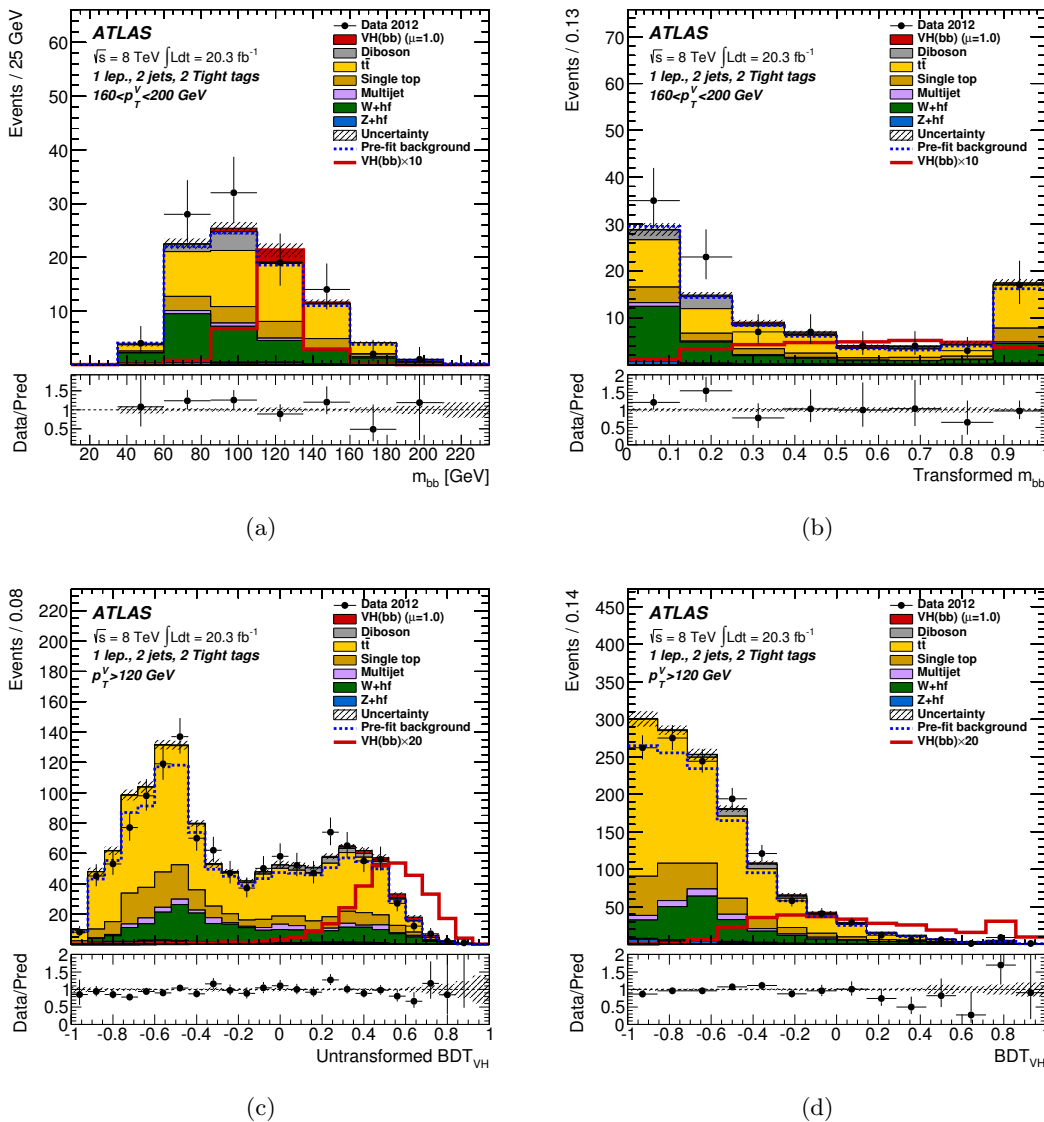 Events / 25 GeV
60
50
40
30
20
10
ATLAS
√s = 8 TeV ∫Ldt = 20.3 fb⁻¹
1 lep., 2 jets, 2 Tight tags
160<p_T^V<200 GeV
Data 2012
VH(bb) (μ=1.0)
Diboson
tt̄
Single top
Multijet
W+hf
Z+hf
Uncertainty
Pre-fit background
VH(bb)×10
Data/Pred
1.5
1
0.5
20 40 60 80 100 120 140 160 180 200 220
m_bb [GeV]
(a)
Events / 0.13
70
60
50
40
30
20
10
0
ATLAS
√s = 8 TeV ∫Ldt = 20.3 fb⁻¹
1 lep., 2 jets, 2 Tight tags
160<p_T^V<200 GeV
Data 2012
VH(bb) (μ=1.0)
Diboson
tt̄
Single top
Multijet
W+hf
Z+hf
Uncertainty
Pre-fit background
VH(bb)×10
Data/Pred
2
1.5
1
0.5
0
0 0.1 0.2 0.3 0.4 0.5 0.6 0.7 0.8 0.9 1
Transformed m_bb
(b)
Events / 0.08
220
200
180
160
140
120
100
80
60
40
20
ATLAS
√s = 8 TeV ∫Ldt = 20.3 fb⁻¹
1 lep., 2 jets, 2 Tight tags
p_T^V>120 GeV
Data 2012
VH(bb) (μ=1.0)
Diboson
tt̄
Single top
Multijet
W+hf
Z+hf
Uncertainty
Pre-fit background
VH(bb)×20
Data/Pred
2
1.5
1
0.5
0
-1 -0.8 -0.6 -0.4 -0.2 0 0.2 0.4 0.6 0.8 1
Untransformed BDT_VH
(c)
Events / 0.14
450
400
350
300
250
200
150
100
50
0
ATLAS
√s = 8 TeV ∫Ldt = 20.3 fb⁻¹
1 lep., 2 jets, 2 Tight tags
p_T^V>120 GeV
Data 2012
VH(bb) (μ=1.0)
Diboson
tt̄
Single top
Multijet
W+hf
Z+hf
Uncertainty
Pre-fit background
VH(bb)×20
Data/Pred
2
1.5
1
0.5
0
-1 -0.8 -0.6 -0.4 -0.2 0 0.2 0.4 0.6 0.8 1
BDT_VH
(d)